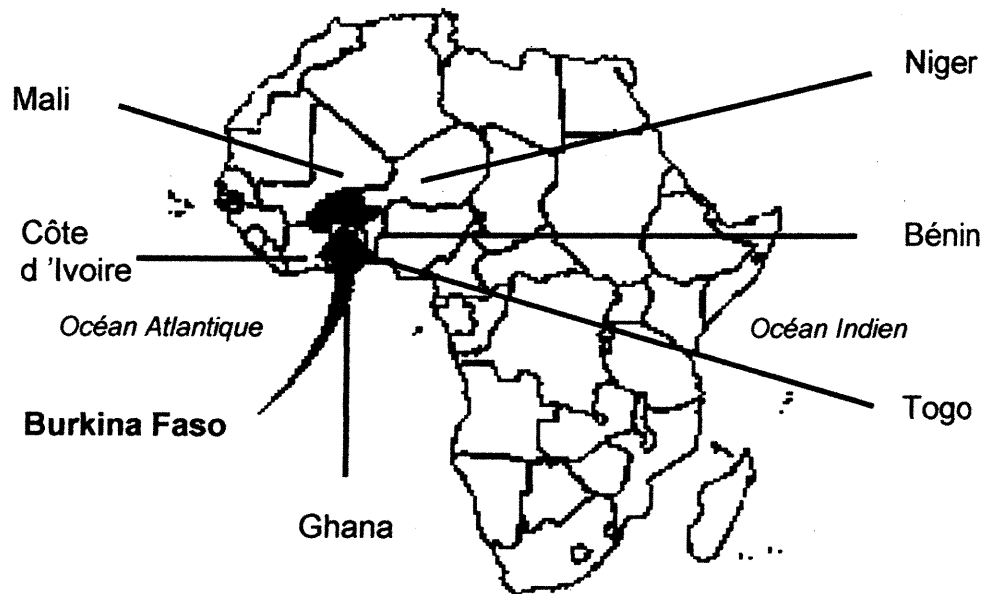 Niger
Mali
Côte
d 'Ivoire
Bénin
Océan Atlantique
Océan Indien
Burkina Faso
Togo
Ghana